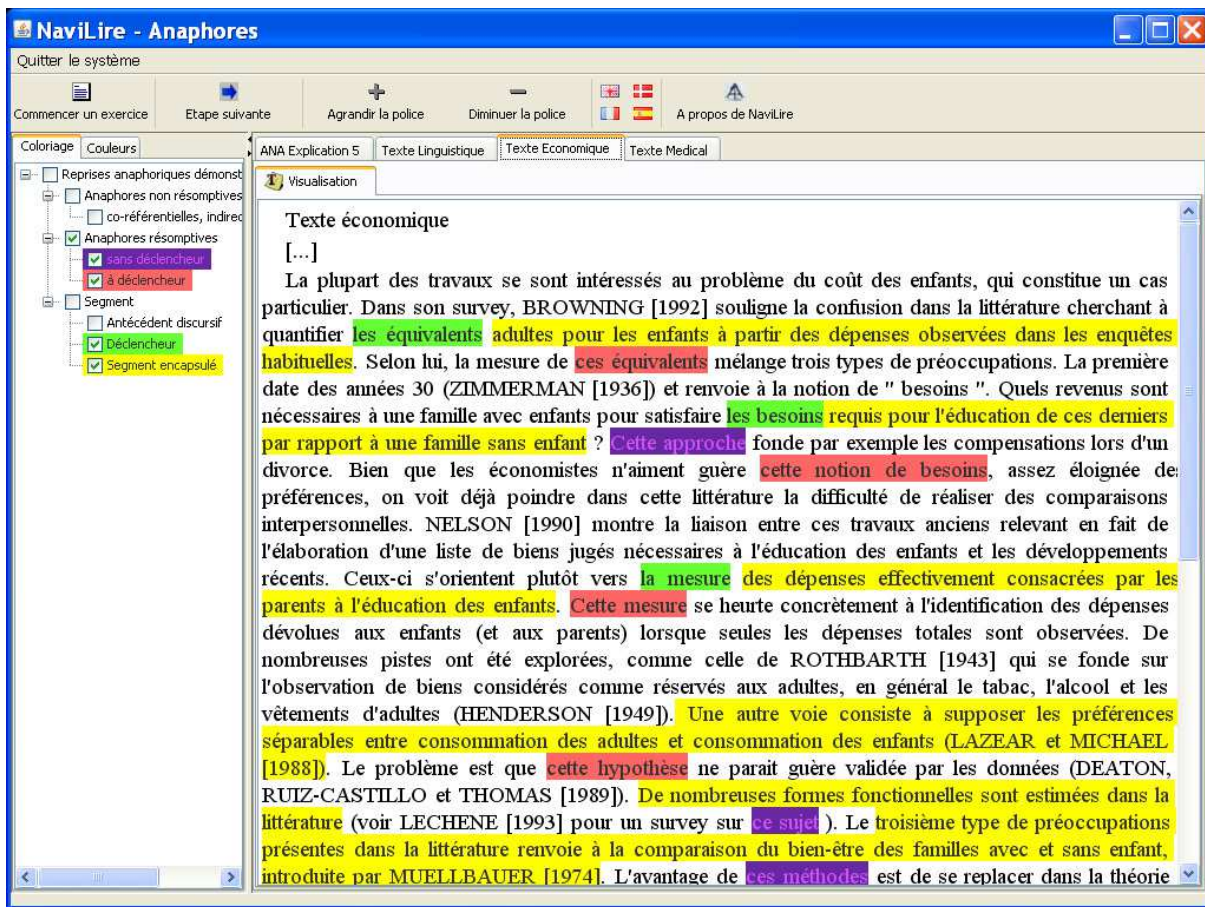 NaviLire - Anaphores
Quitter le système
Commencer un exercice
Etape suivante
Agrandir la police
Diminuer la police
A propos de NaviLire
Coloriage
Couleurs
Reprises anaphoriques démonst
Anaphores non résomptives
co-référentielles, indirec
Anaphores résomptives
sans déclencheur
à déclencheur
Segment
Antécédent discursif
Déclencheur
Segment encapsulé
ANA Explication 5
Texte Linguistique
Texte Economique
Texte Medical
Visualisation
Texte économique
[...]
La plupart des travaux se sont intéressés au problème du coût des enfants, qui constitue un cas
particulier. Dans son survey, BROWNING [1992] souligne la confusion dans la littérature cherchant à
quantifier les équivalents adultes pour les enfants à partir des dépenses observées dans les enquêtes
habituelles. Selon lui, la mesure de ces équivalents mélange trois types de préoccupations. La première
date des années 30 (ZIMMERMAN [1936]) et renvoie à la notion de " besoins ". Quels revenus sont
nécessaires à une famille avec enfants pour satisfaire les besoins requis pour l'éducation de ces derniers
par rapport à une famille sans enfant ? Cette approche fonde par exemple les compensations lors d'un
divorce. Bien que les économistes n'aiment guère cette notion de besoins, assez éloignée des
préférences, on voit déjà poindre dans cette littérature la difficulté de réaliser des comparaisons
interpersonnelles. NELSON [1990] montre la liaison entre ces travaux anciens relevant en fait de
l'élaboration d'une liste de biens jugés nécessaires à l'éducation des enfants et les développements
récents. Ceux-ci s'orientent plutôt vers la mesure des dépenses effectivement consacrées par les
parents à l'éducation des enfants. Cette mesure se heurte concrètement à l'identification des dépenses
dévolues aux enfants (et aux parents) lorsque seules les dépenses totales sont observées. De
nombreuses pistes ont été explorées, comme celle de ROTHBARTH [1943] qui se fonde sur
l'observation de biens considérés comme réservés aux adultes, en général le tabac, l'alcool et les
vêtements d'adultes (HENDERSON [1949]). Une autre voie consiste à supposer les préférences
séparables entre consommation des adultes et consommation des enfants (LAZEAR et MICHAEL
[1988]). Le problème est que cette hypothèse ne parait guère validée par les données (DEATON,
RUIZ-CASTILLO et THOMAS [1989]). De nombreuses formes fonctionnelles sont estimées dans la
littérature (voir LECHENE [1993] pour un survey sur ce sujet ). Le troisième type de préoccupations
présentes dans la littérature renvoie à la comparaison du bien-être des familles avec et sans enfant,
introduite par MUELLBAUER [1974]. L'avantage de ces méthodes est de se replacer dans la théorie